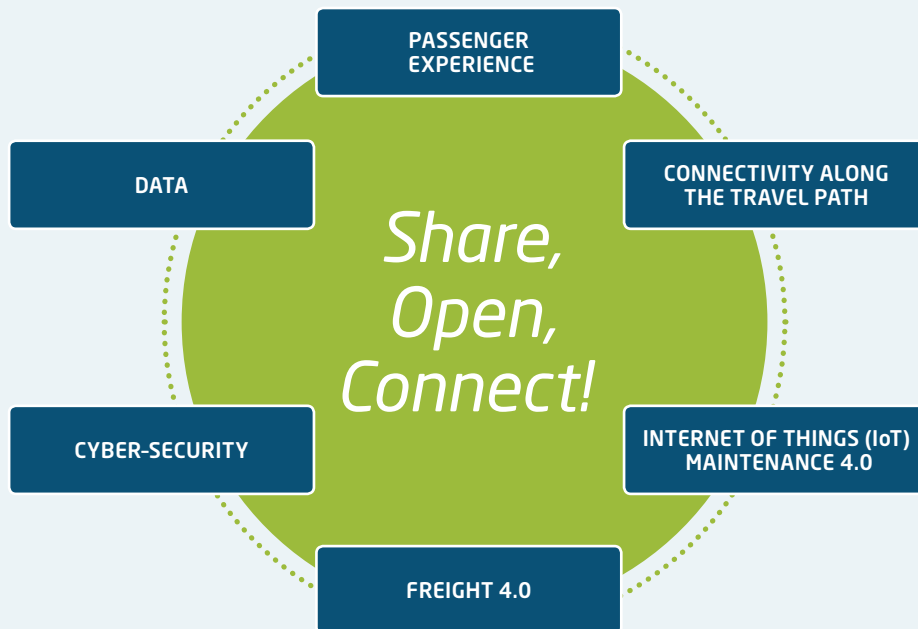 PASSENGER
EXPERIENCE
DATA
CONNECTIVITY ALONG
THE TRAVEL PATH
Share,
Open,
Connect!
CYBER-SECURITY
INTERNET OF THINGS (IoT)
MAINTENANCE 4.0
FREIGHT 4.0